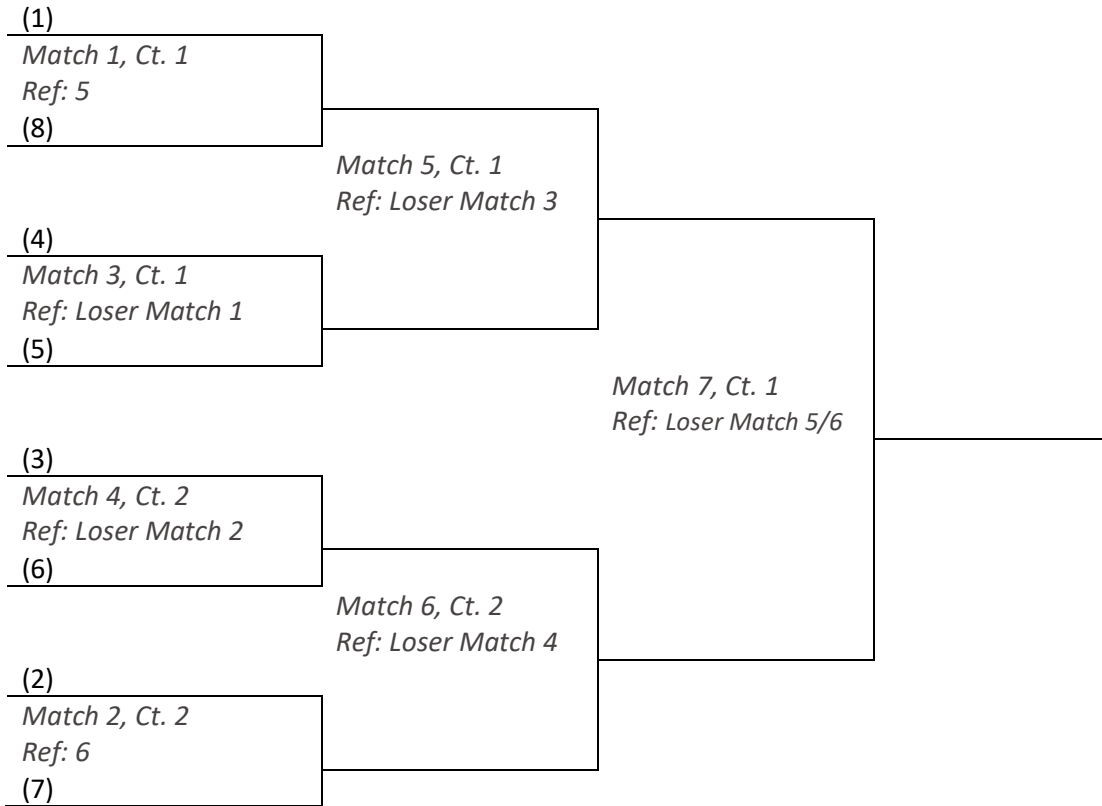 (1)
Match 1, Ct. 1
Ref: 5
(8)
Match 5, Ct. 1
Ref: Loser Match 3
(4)
Match 3, Ct. 1
Ref: Loser Match 1
(5)
Match 7, Ct. 1
Ref: Loser Match 5/6
(3)
Match 4, Ct. 2
Ref: Loser Match 2
(6)
Match 6, Ct. 2
Ref: Loser Match 4
(2)
Match 2, Ct. 2
Ref: 6
(7)